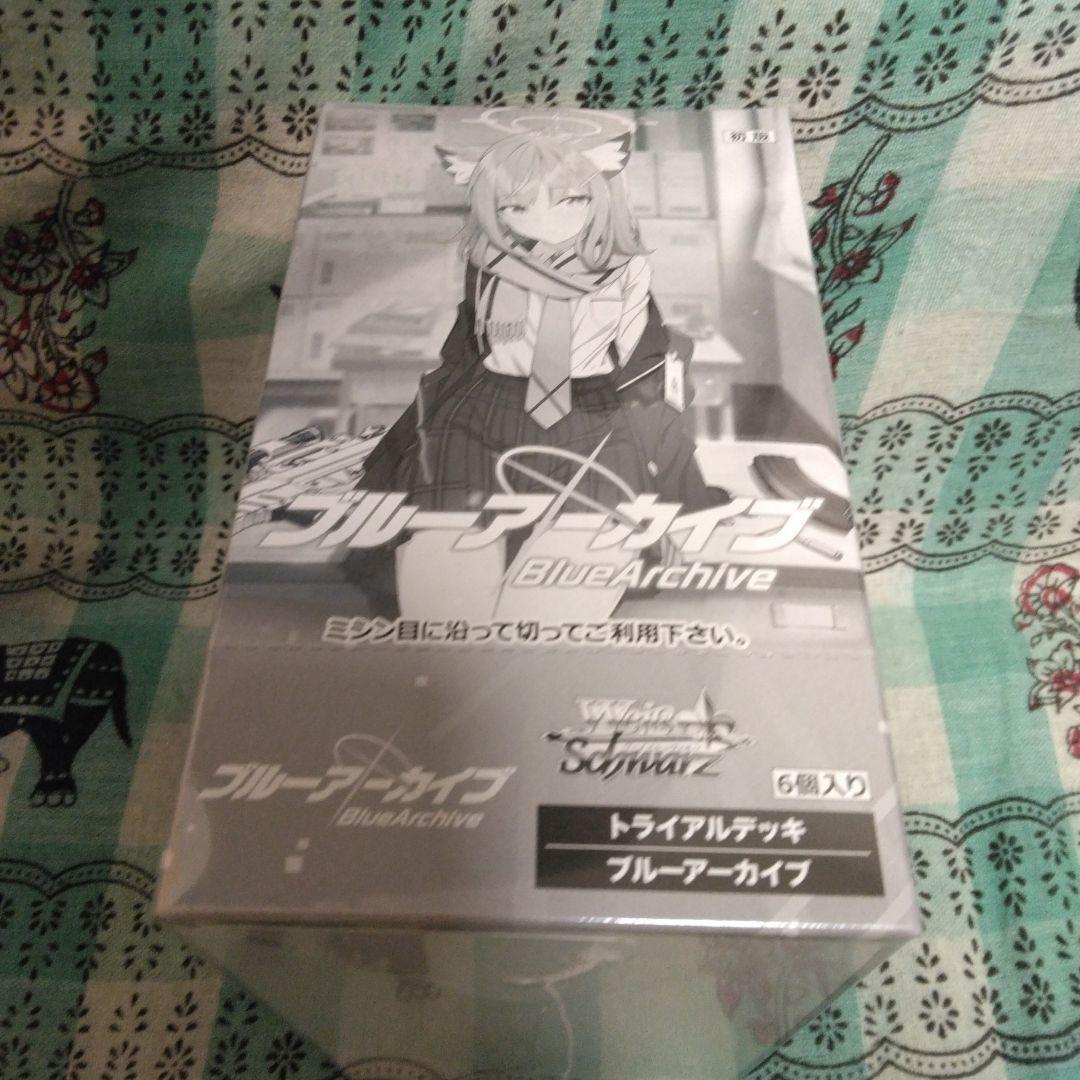 初版
ブルーアーカイブ
BlueArchive
ミシン目に沿って切ってご利用下さい。
Weiß Schwarz
ブルーアーカイブ
BlueArchive
6個入り
トライアルデッキ
ブルーアーカイブ